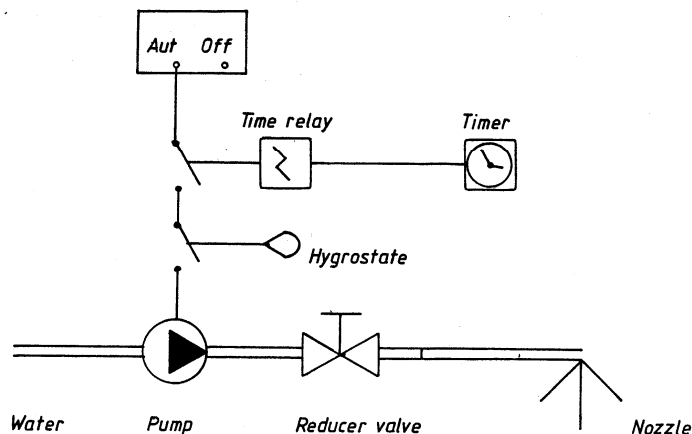 Aut Off
Time relay
Timer
Hygrostate
Water Pump Reducer valve Nozzle